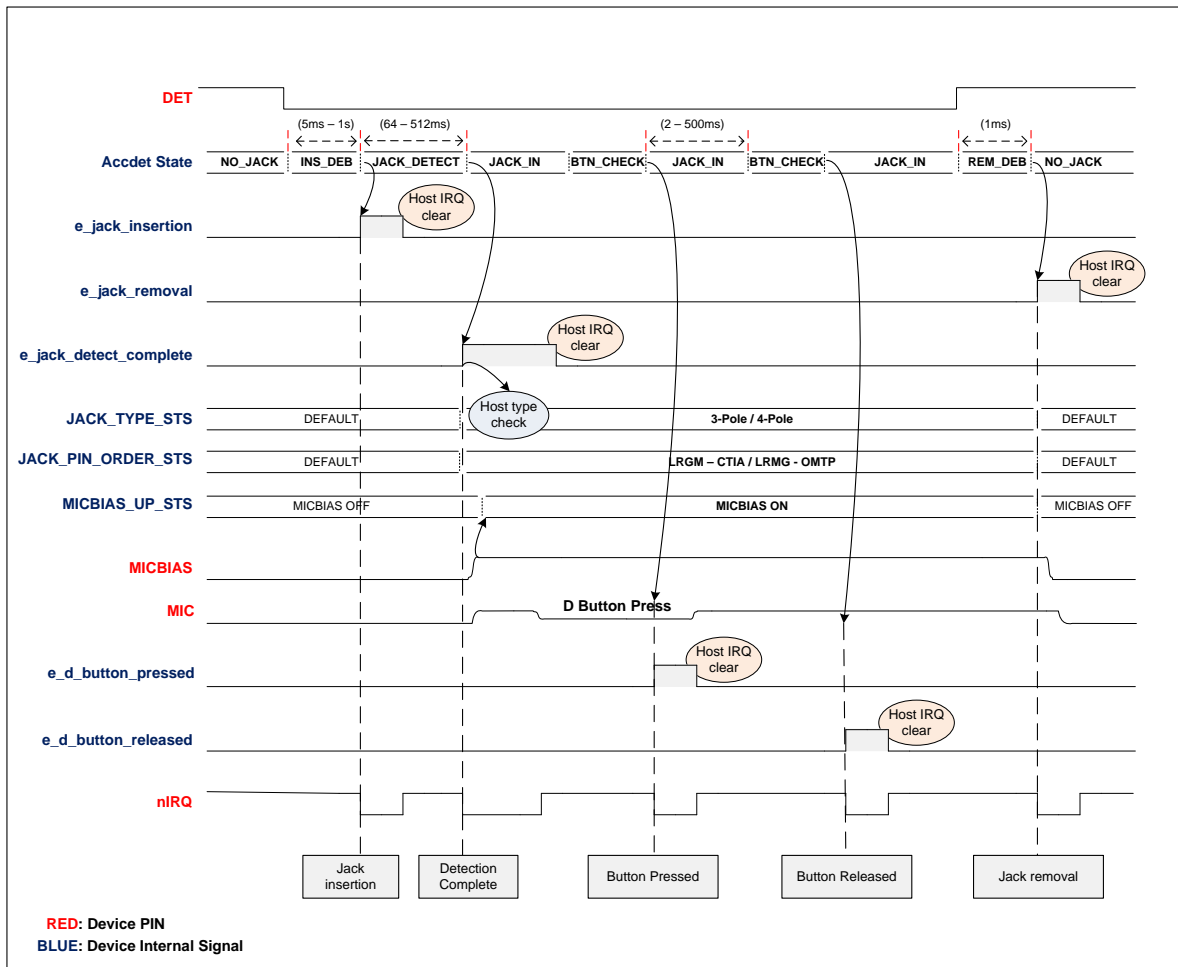 DET
(5ms – 1s)
(64 – 512ms)
(2 – 500ms)
(1ms)
Accdet State
NO_JACK
INS_DEB
JACK_DETECT
JACK_IN
BTN_CHECK
JACK_IN
BTN_CHECK
JACK_IN
REM_DEB
NO_JACK
e_jack_insertion
Host IRQ
clear
e_jack_removal
Host IRQ
clear
e_jack_detect_complete
Host IRQ
clear
Host type
check
JACK_TYPE_STS
DEFAULT
3-Pole / 4-Pole
DEFAULT
JACK_PIN_ORDER_STS
DEFAULT
LRGM – CTIA / LRMG - OMTP
DEFAULT
MICBIAS_UP_STS
MICBIAS OFF
MICBIAS ON
MICBIAS OFF
MICBIAS
MIC
D Button Press
e_d_button_pressed
Host IRQ
clear
e_d_button_released
Host IRQ
clear
nIRQ
Jack
insertion
Detection
Complete
Button Pressed
Button Released
Jack removal
RED: Device PIN
BLUE: Device Internal Signal